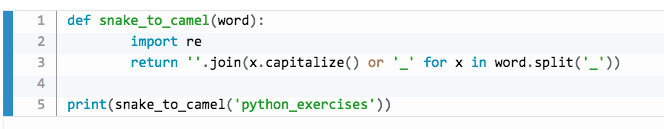 1 def snake_to_camel(word):
2         import re
3         return ''.join(x.capitalize() or '_' for x in word.split('_'))
4
5 print(snake_to_camel('python_exercises'))